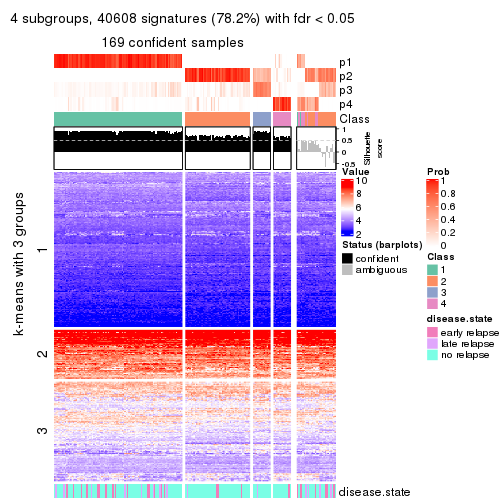 4 subgroups, 40608 signatures (78.2%) with fdr < 0.05
169 confident samples
p1
p2
p3
p4
Class
1
0.5
0
-0.5
Silhouette
score
k-means with 3 groups
1
2
3
disease.state
Value
10
8
6
4
2
Status (barplots)
confident
ambiguous
Prob
1
0.8
0.6
0.4
0.2
0
Class
1
2
3
4
disease.state
early relapse
late relapse
no relapse